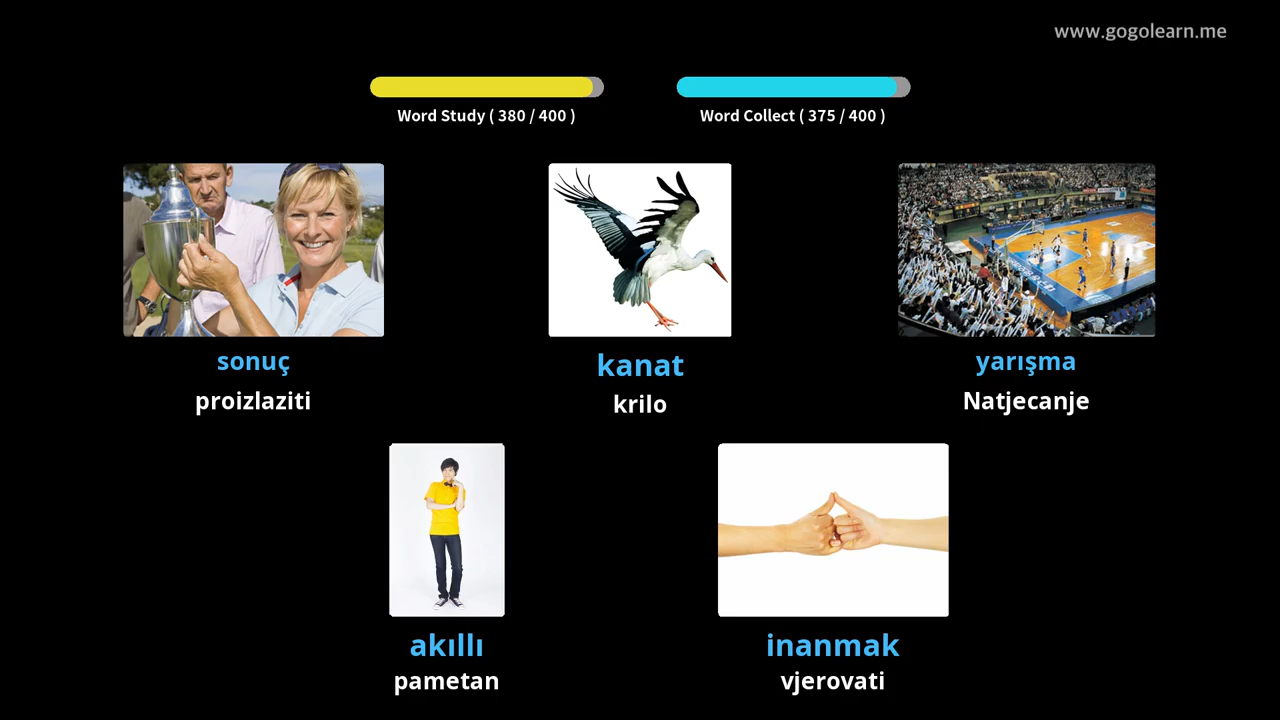 www.gogolearn.me
Word Study ( 380 / 400 )
Word Collect ( 375 / 400 )
sonuç
proizlaziti
kanat
krilo
yarışma
Natjecanje
akıllı
pametan
inanmak
vjerovati